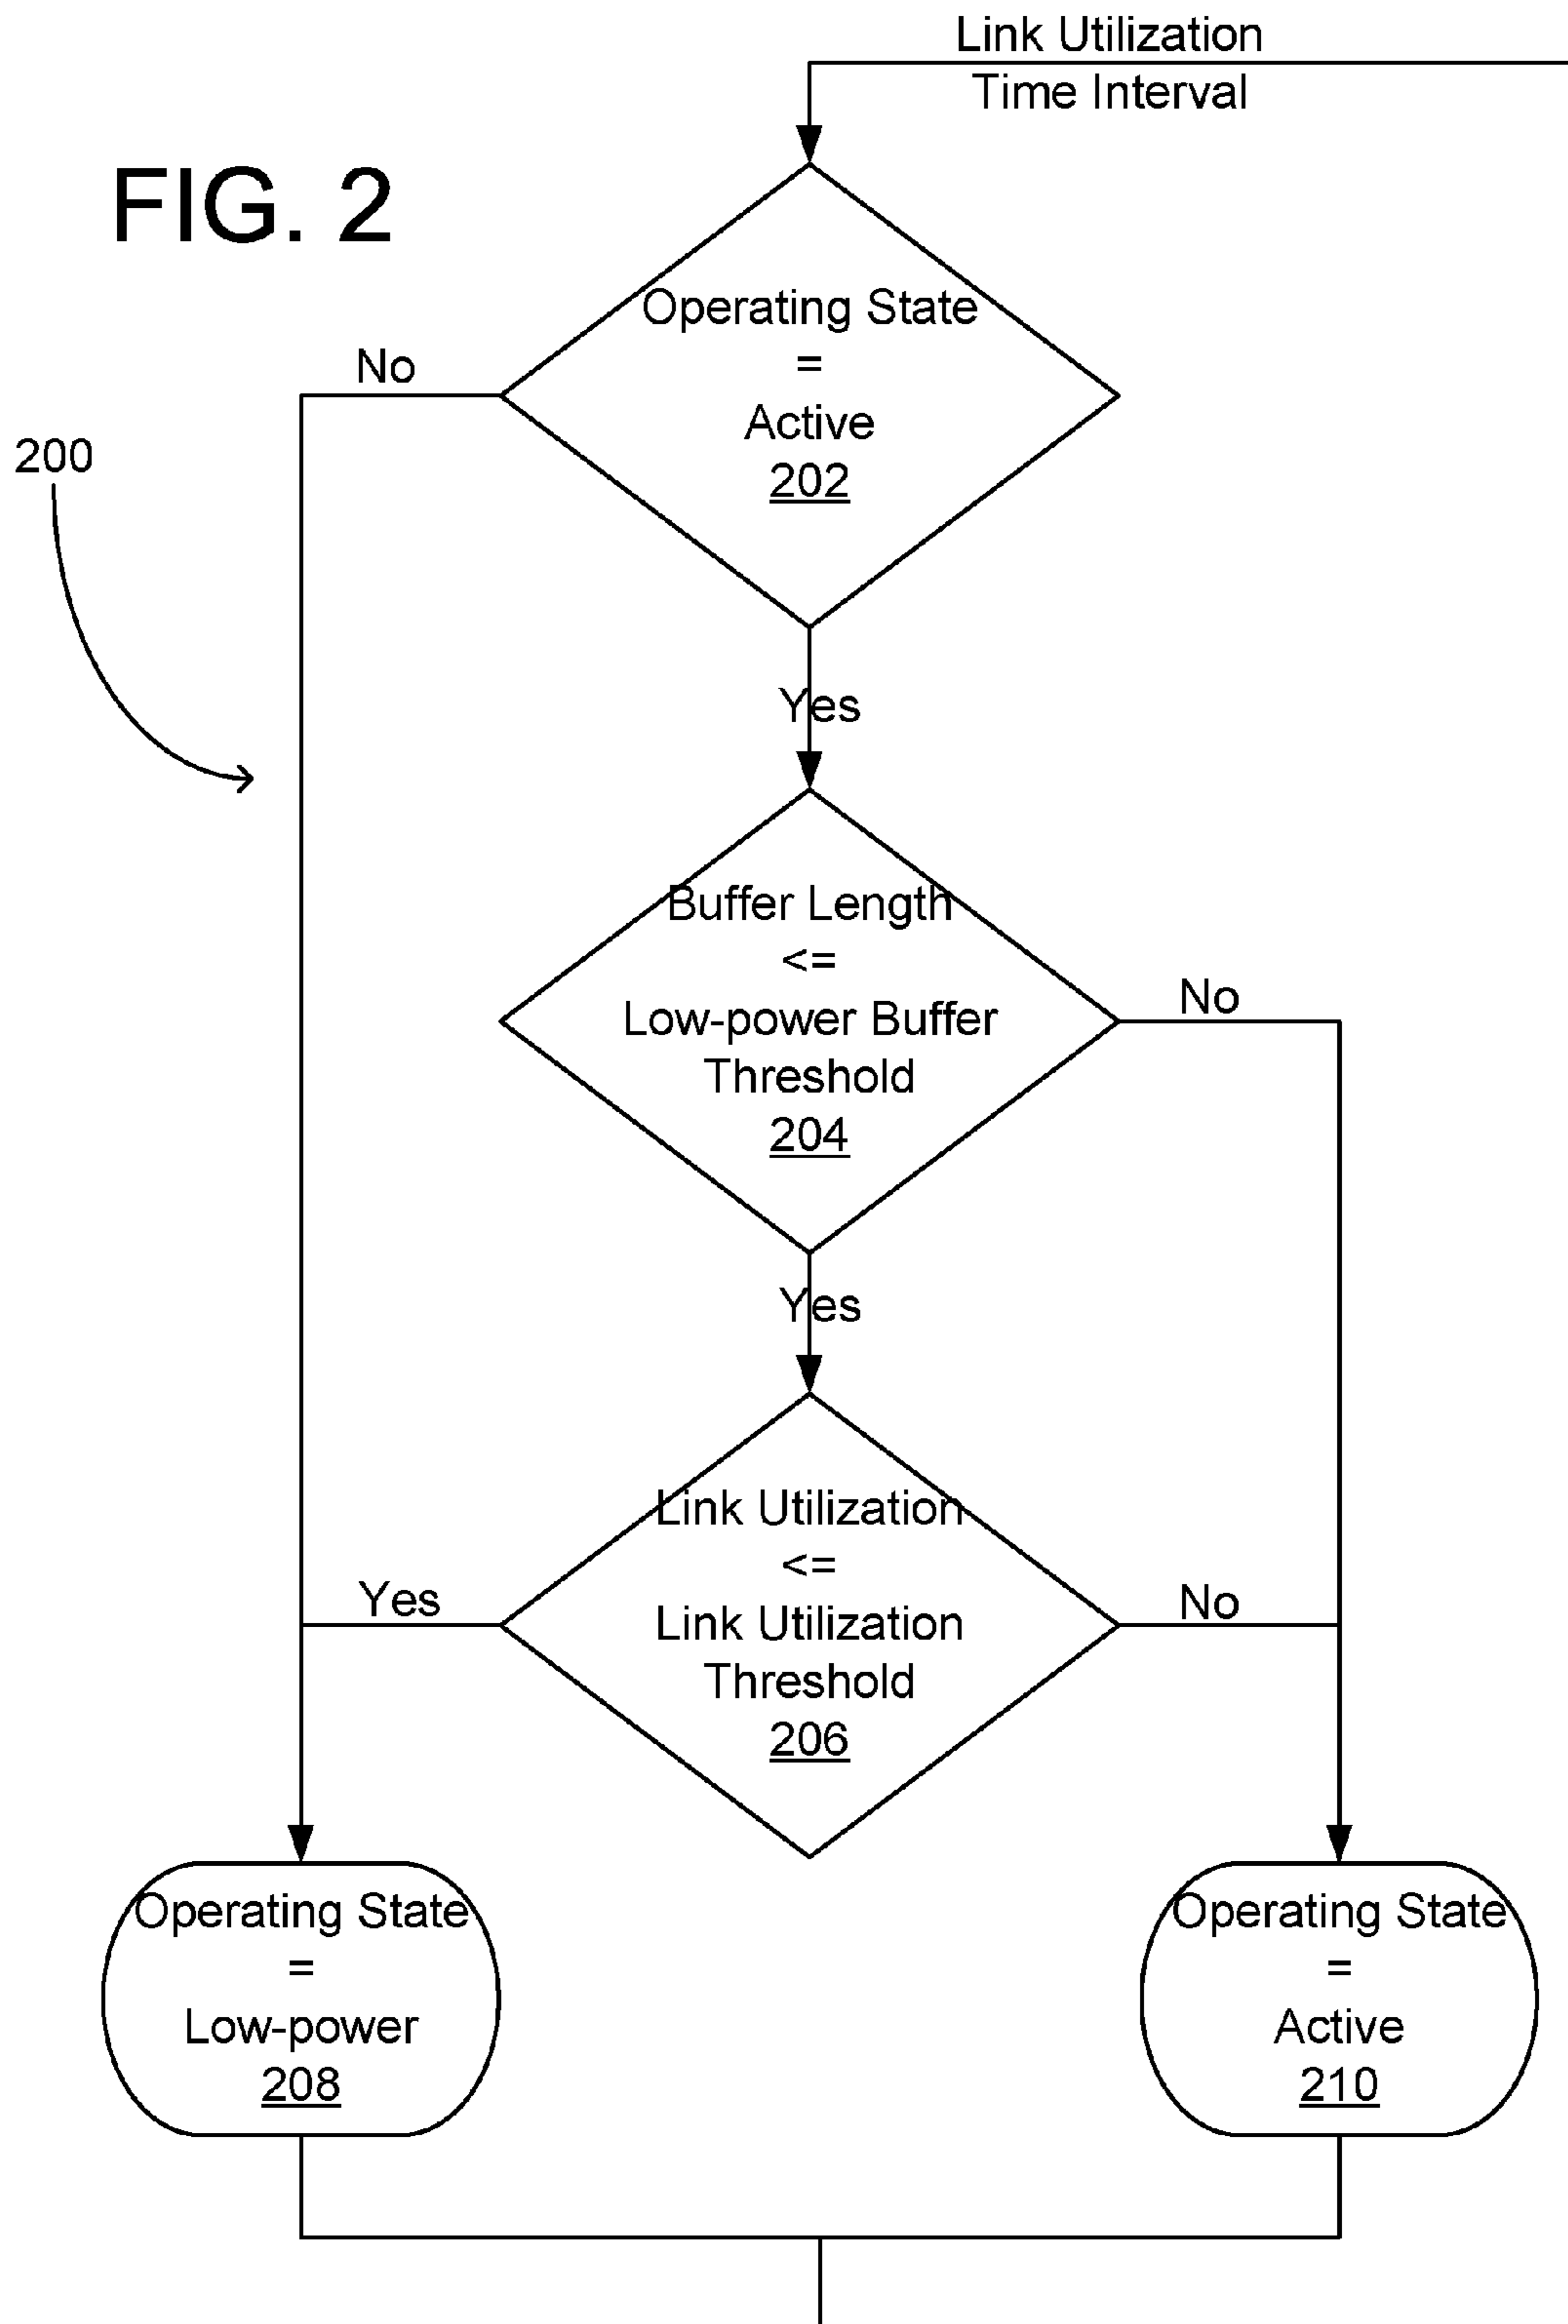 Link Utilization
Time Interval
FIG. 2
Operating State
=
Active
202
No
200
Yes
Buffer Length
<=
Low-power Buffer
Threshold
204
No
Yes
Link Utilization
<=
Link Utilization
Threshold
206
Yes
No
Operating State
=
Low-power
208
Operating State
=
Active
210